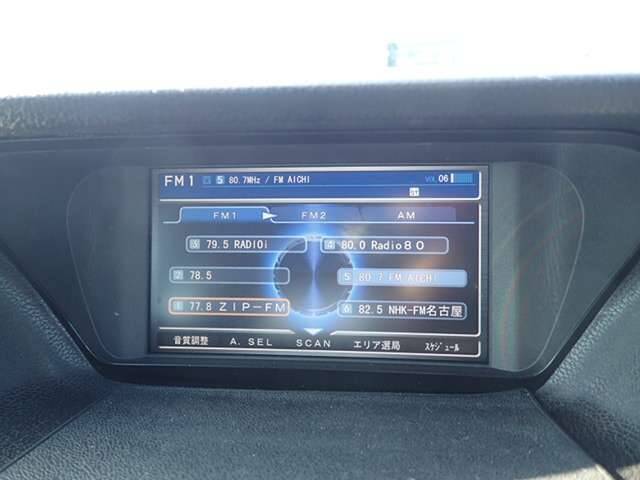 FM1 5 80.7MHz / FM AICHI VOL 06
ST
FM1 FM2 AM
3 79.5 RADIOi 4 80.0 Radio80
2 78.5 5 80.7 FM AICHI
1 77.8 ZIP-FM 6 82.5 NHK-FM名古屋
音質調整 A. SEL SCAN エリア選局 スケジュール